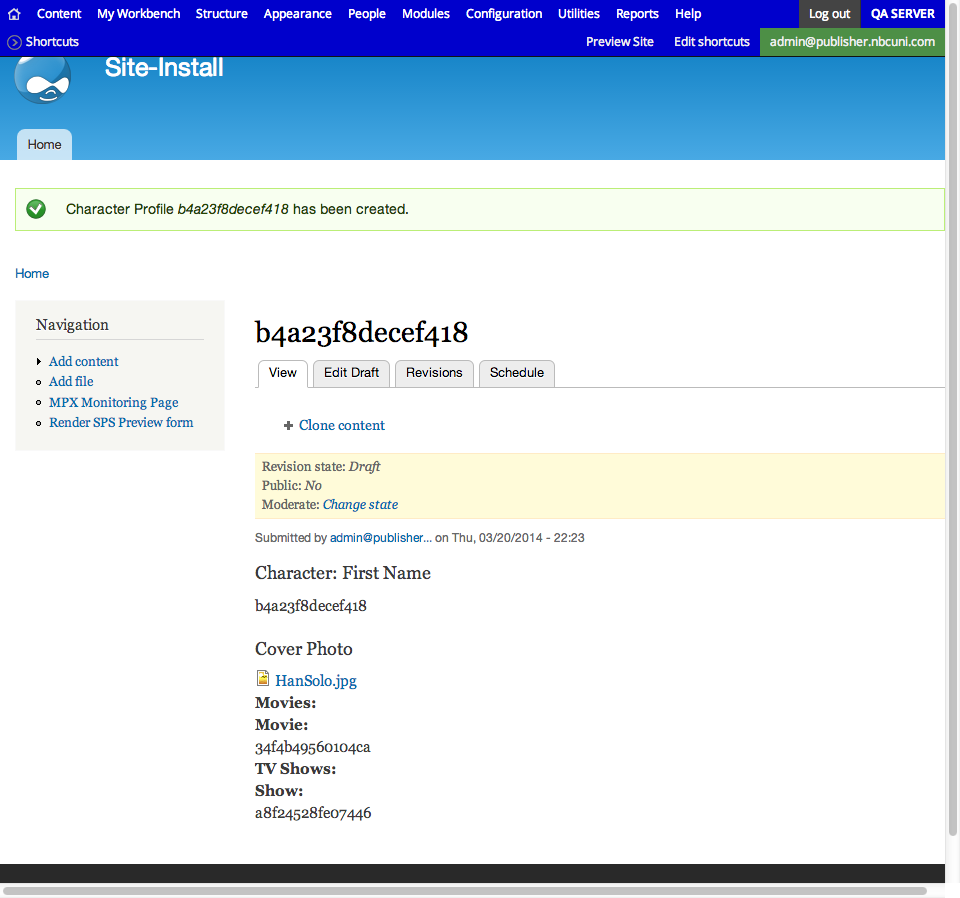 Content My Workbench Structure Appearance People Modules Configuration Utilities Reports Help Log out QA SERVER
Shortcuts Preview Site Edit shortcuts admin@publisher.nbcuni.com
Site-Install
Home
Character Profile b4a23f8decef418 has been created.
Home
Navigation
Add content
Add file
MPX Monitoring Page
Render SPS Preview form
b4a23f8decef418
View Edit Draft Revisions Schedule
Clone content
Revision state: Draft
Public: No
Moderate: Change state
Submitted by admin@publisher... on Thu, 03/20/2014 - 22:23
Character: First Name
b4a23f8decef418
Cover Photo
HanSolo.jpg
Movies:
Movie:
34f4b49560104ca
TV Shows:
Show:
a8f24528fe07446